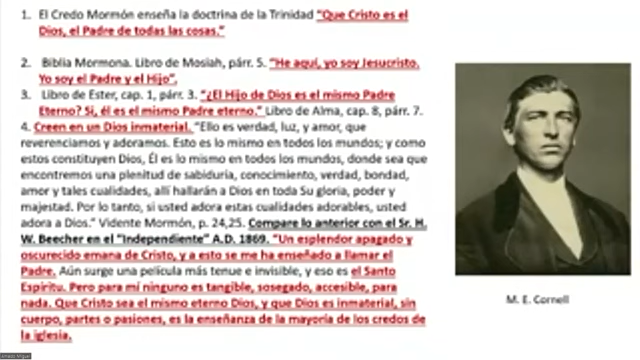 1. El Credo Mormón enseña la doctrina de la Trinidad "Que Cristo es el
Dios, el Padre de todas las cosas."
2. Biblia Mormona. Libro de Mosiah, párr. 5. "He aquí, yo soy Jesucristo.
Yo soy el Padre y el Hijo".
3. Libro de Ester, cap. 1, párr. 3. "¿El Hijo de Dios es el mismo Padre
Eterno? Si, él es el mismo Padre eterno." Libro de Alma, cap. 8, párr. 7.
4. Creen en un Dios inmaterial. "Ello es verdad, luz, y amor, que
reverenciamos y adoramos. Esto es lo mismo en todos los mundos; y como
estos constituyen Dios, Él es lo mismo en todos los mundos, donde sea que
encontremos una plenitud de sabiduría, conocimiento, verdad, bondad,
amor y tales cualidades, allí hallarán a Dios en toda Su gloria, poder y
majestad. Por lo tanto, si usted adora estas cualidades adorables, usted
adora a Dios." Vidente Mormón, p. 24,25. Compare lo anterior con el Sr. H.
W. Beecher en el "Independiente" A.D. 1869. "Un esplendor apagado y
oscurecido emana de Cristo, y a esto se me ha enseñado a llamar el
Padre. Aún surge una película más tenue e invisible, y eso es el Santo
Espíritu. Pero para mí ninguno es tangible, sosegado, accesible, para
nada. Que Cristo sea el mismo eterno Dios, y que Dios es inmaterial, sin
cuerpo, partes o pasiones, es la enseñanza de la mayoría de los credos de
la iglesia.
M. E. Cornell